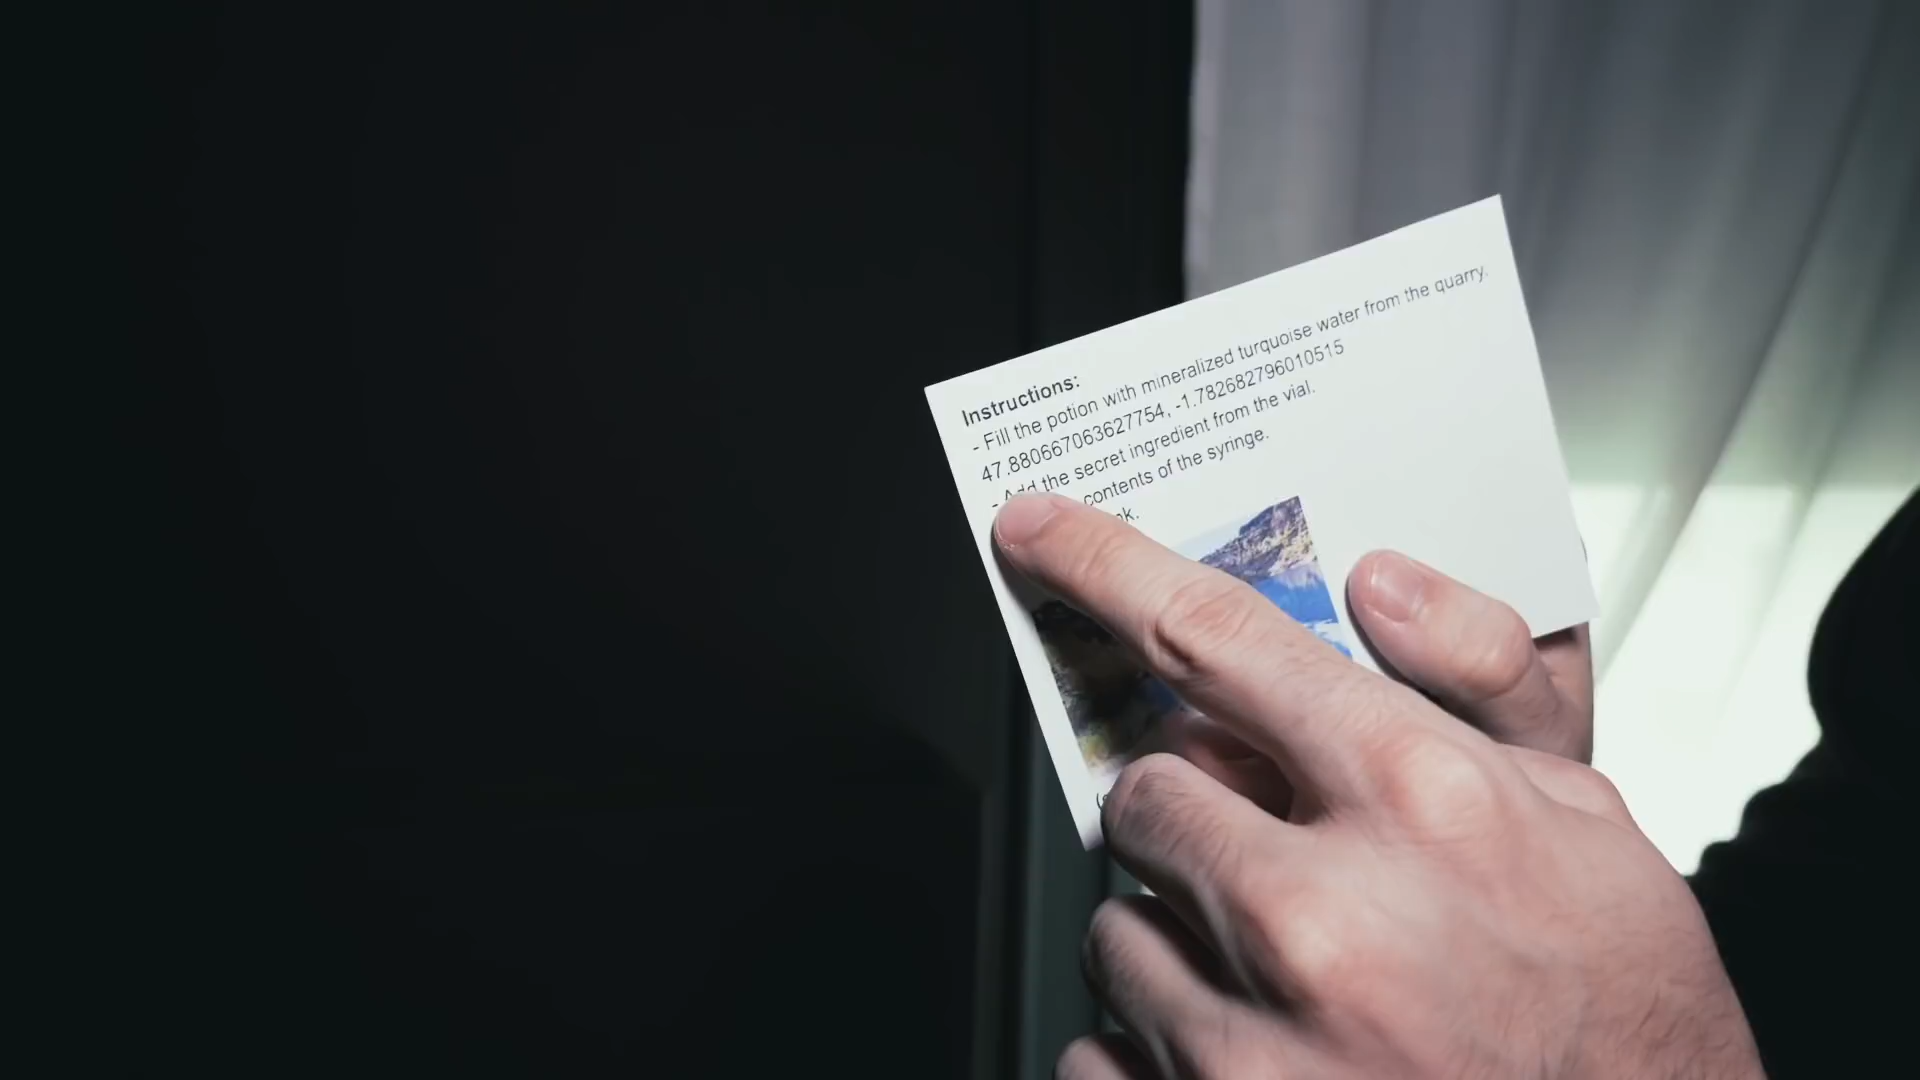 Instructions:
- Fill the potion with mineralized turquoise water from the quarry.
47.880667063627754, -1.782682796010515
- Add the secret ingredient from the vial.
contents of the syringe.